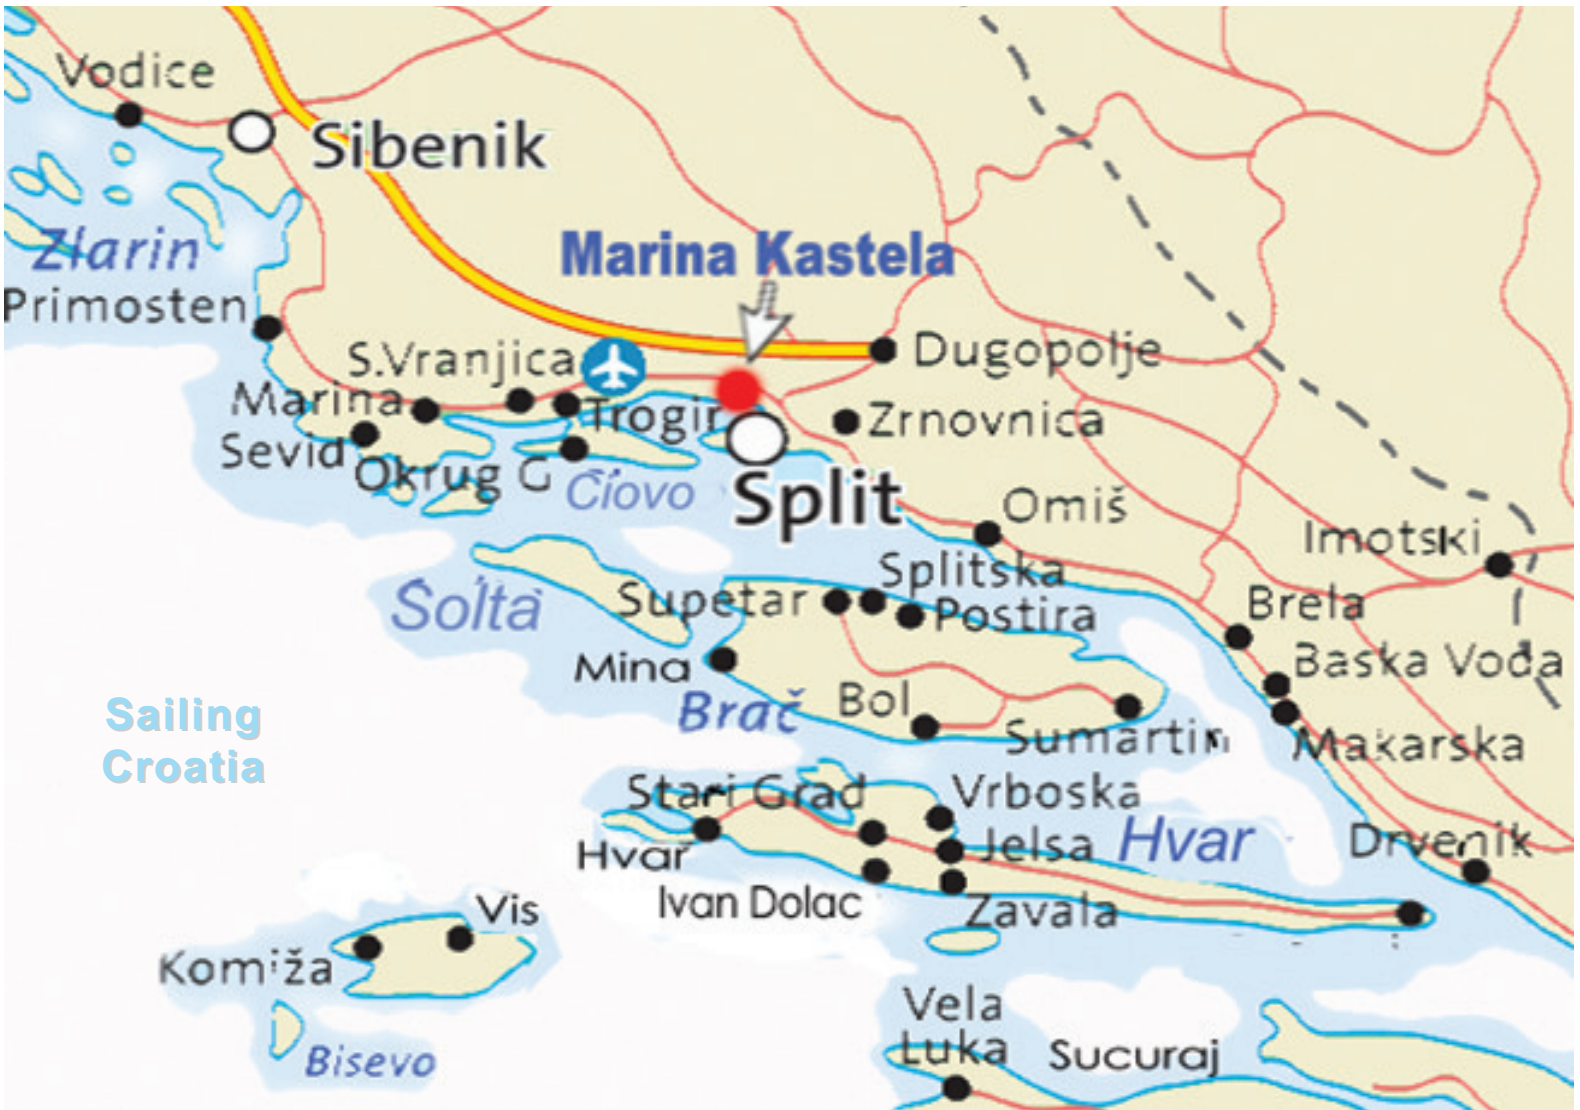 Vodice
Sibenik
Zlarin
Marina Kastela
Primosten
S.Vranjica
Dugopolje
Marina
Trogir
Zrnovnica
Sevid
Okrug G
Ciovo
Split
Omiš
Imotski
Splitska
Solta
Supetar
Postira
Brela
Mina
Baska Voda
Brač
Bol
Sumartin
Makarska
Sailing
Croatia
Stari Grad
Vrboska
Hvar
Jelsa
Hvar
Drvenik
Ivan Dolac
Zavala
Vis
Komiža
Vela
Luka
Sucuraj
Bisevo